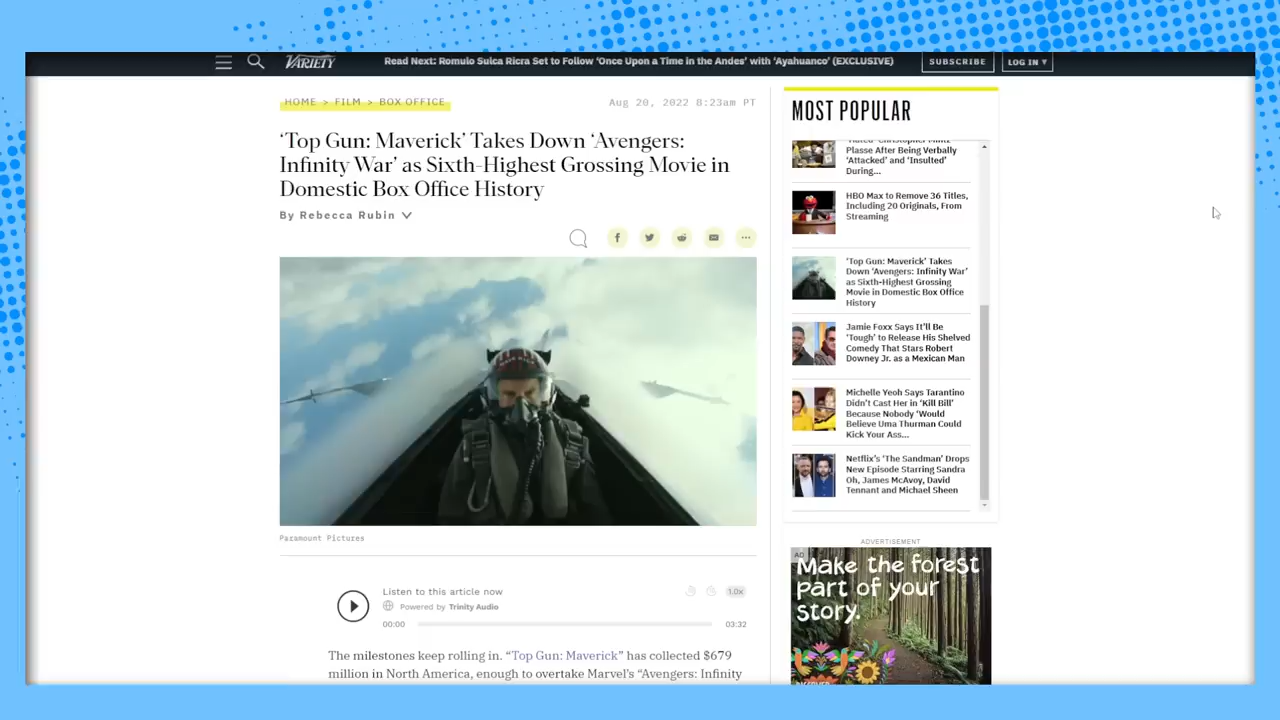 VARIETY
Read Next: Romulo Sulca Ricra Set to Follow 'Once Upon a Time in the Andes' with 'Ayahuanco' (EXCLUSIVE)
SUBSCRIBE
LOG IN ▾
HOME > FILM > BOX OFFICE
Aug 20, 2022 8:23am PT
‘Top Gun: Maverick’ Takes Down ‘Avengers:
Infinity War’ as Sixth-Highest Grossing Movie in
Domestic Box Office History
By Rebecca Rubin
Paramount Pictures
Listen to this article now
Powered by Trinity Audio
1.0x
00:00
03:32
The milestones keep rolling in. “Top Gun: Maverick” has collected $679
million in North America, enough to overtake Marvel’s “Avengers: Infinity
MOST POPULAR
Plasse After Being Verbally
‘Attacked’ and ‘Insulted’
During...
HBO Max to Remove 36 Titles,
Including 20 Originals, From
Streaming
‘Top Gun: Maverick’ Takes
Down ‘Avengers: Infinity War’
as Sixth-Highest Grossing
Movie in Domestic Box Office
History
Jamie Foxx Says It’ll Be
‘Tough’ to Release His Shelved
Comedy That Stars Robert
Downey Jr. as a Mexican Man
Michelle Yeoh Says Tarantino
Didn’t Cast Her in ‘Kill Bill’
Because Nobody ‘Would
Believe Uma Thurman Could
Kick Your Ass...
Netflix’s ‘The Sandman’ Drops
New Episode Starring Sandra
Oh, James McAvoy, David
Tennant and Michael Sheen
ADVERTISEMENT
AD
Make the forest
part of your
story.